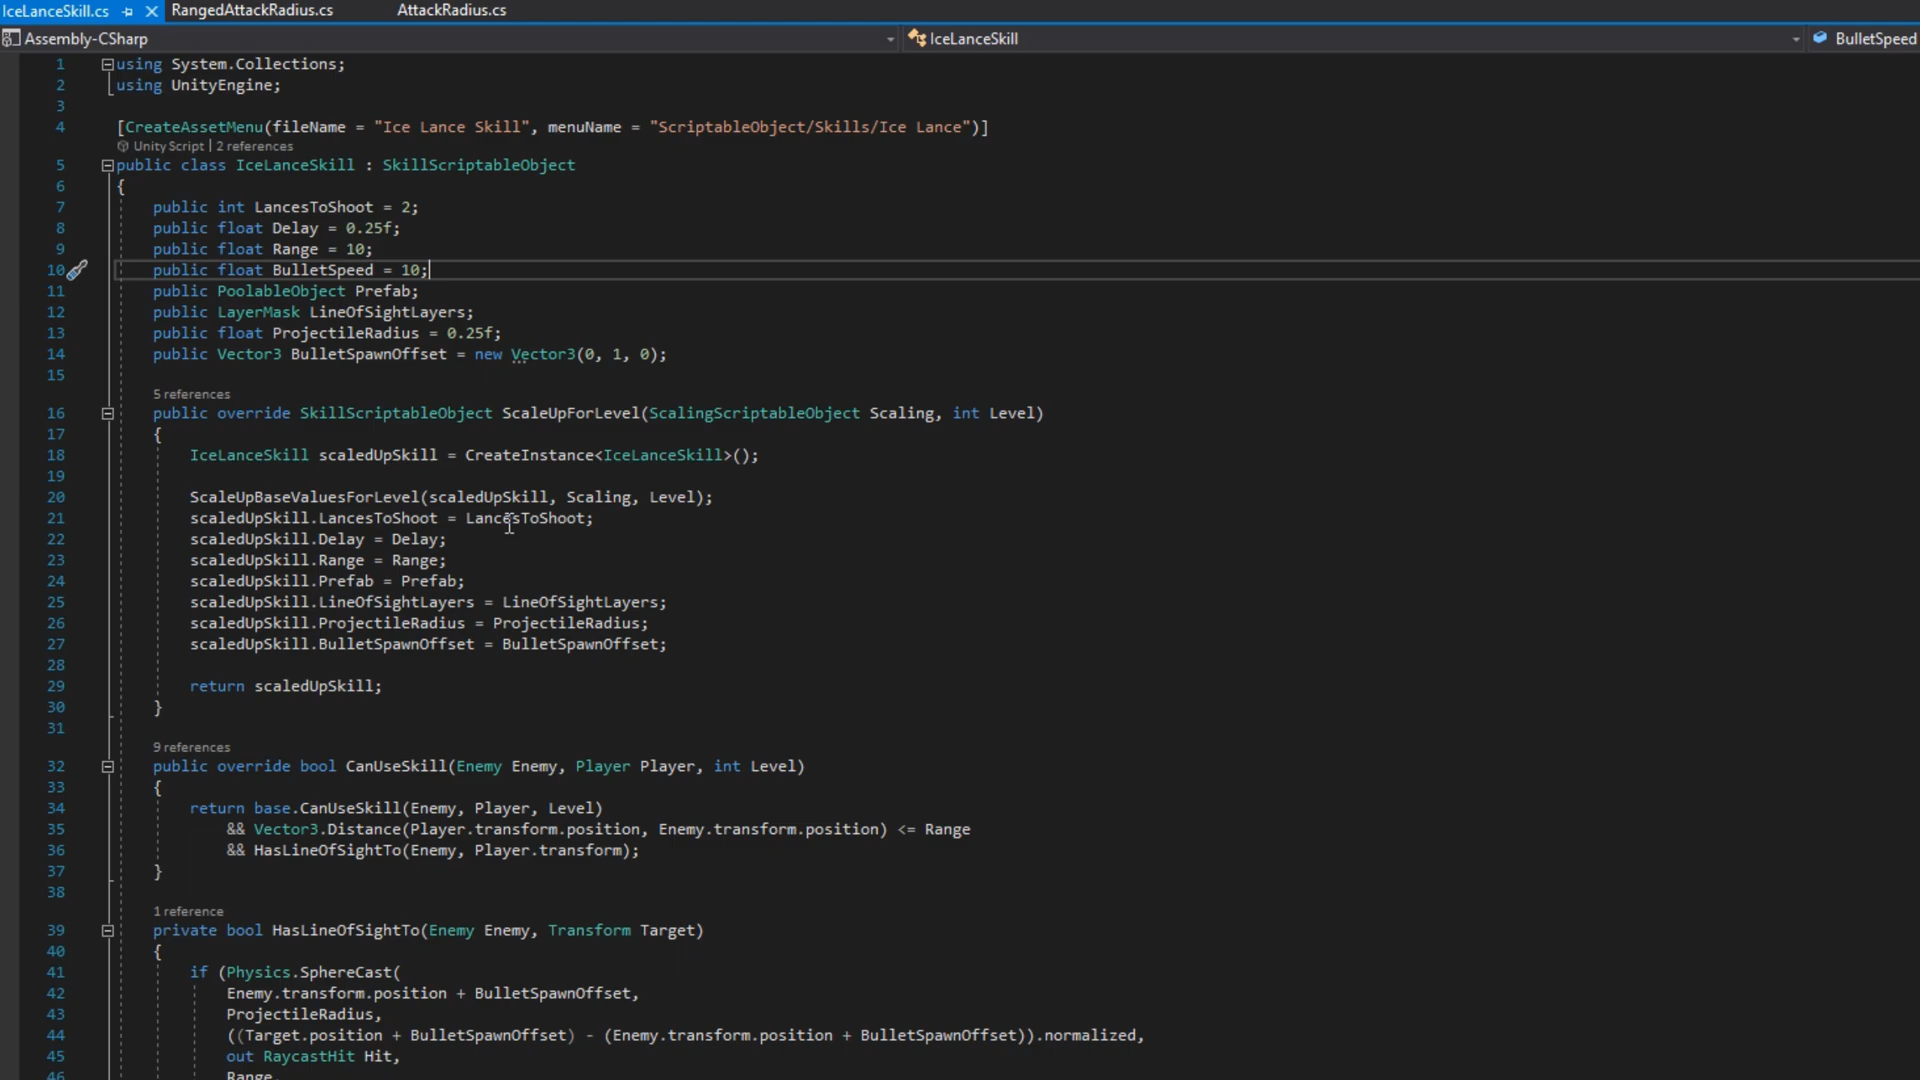 IceLanceSkill.cs RangedAttackRadius.cs AttackRadius.cs
Assembly-CSharp IceLanceSkill BulletSpeed
1 using System.Collections;
2 using UnityEngine;
3
4 [CreateAssetMenu(fileName = "Ice Lance Skill", menuName = "ScriptableObject/Skills/Ice Lance")]
Unity Script | 2 references
5 public class IceLanceSkill : SkillScriptableObject
6 {
7 public int LancesToShoot = 2;
8 public float Delay = 0.25f;
9 public float Range = 10;
10 public float BulletSpeed = 10;
11 public PoolableObject Prefab;
12 public LayerMask LineOfSightLayers;
13 public float ProjectileRadius = 0.25f;
14 public Vector3 BulletSpawnOffset = new Vector3(0, 1, 0);
15
5 references
16 public override SkillScriptableObject ScaleUpForLevel(ScalingScriptableObject Scaling, int Level)
17 {
18 IceLanceSkill scaledUpSkill = CreateInstance<IceLanceSkill>();
19
20 ScaleUpBaseValuesForLevel(scaledUpSkill, Scaling, Level);
21 scaledUpSkill.LancesToShoot = LancesToShoot;
22 scaledUpSkill.Delay = Delay;
23 scaledUpSkill.Range = Range;
24 scaledUpSkill.Prefab = Prefab;
25 scaledUpSkill.LineOfSightLayers = LineOfSightLayers;
26 scaledUpSkill.ProjectileRadius = ProjectileRadius;
27 scaledUpSkill.BulletSpawnOffset = BulletSpawnOffset;
28
29 return scaledUpSkill;
30 }
31
9 references
32 public override bool CanUseSkill(Enemy Enemy, Player Player, int Level)
33 {
34 return base.CanUseSkill(Enemy, Player, Level)
35 && Vector3.Distance(Player.transform.position, Enemy.transform.position) <= Range
36 && HasLineOfSightTo(Enemy, Player.transform);
37 }
38
1 reference
39 private bool HasLineOfSightTo(Enemy Enemy, Transform Target)
40 {
41 if (Physics.SphereCast(
42 Enemy.transform.position + BulletSpawnOffset,
43 ProjectileRadius,
44 ((Target.position + BulletSpawnOffset) - (Enemy.transform.position + BulletSpawnOffset)).normalized,
45 out RaycastHit Hit,
46 Range,